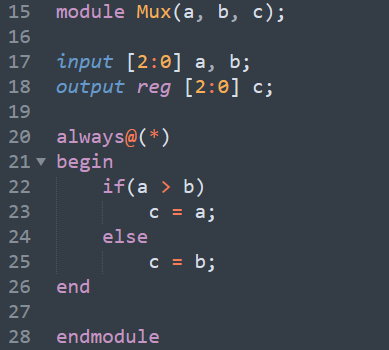 15 module Mux(a, b, c);
16
17 input [2:0] a, b;
18 output reg [2:0] c;
19
20 always@(*)
21 begin
22     if(a > b)
23         c = a;
24     else
25         c = b;
26 end
27
28 endmodule